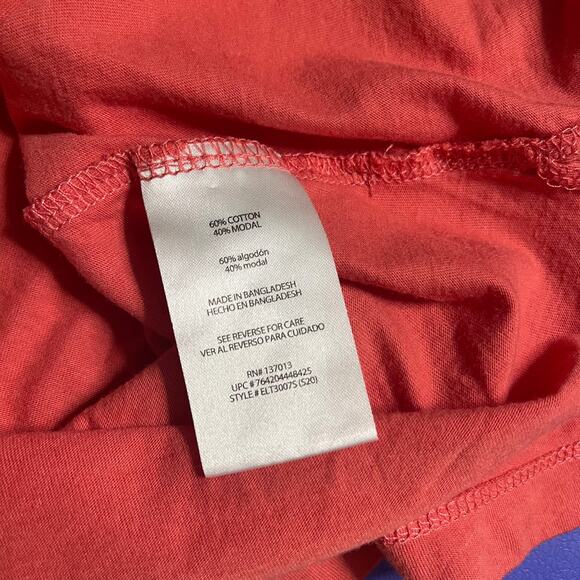 60% COTTON
40% MODAL
60% algodón
40% modal
MADE IN BANGLADESH
HECHO EN BANGLADESH
SEE REVERSE FOR CARE
VER AL REVERSO PARA CUIDADO
RN# 137013
UPC # 764204448425
STYLE # ELT3007S (S20)